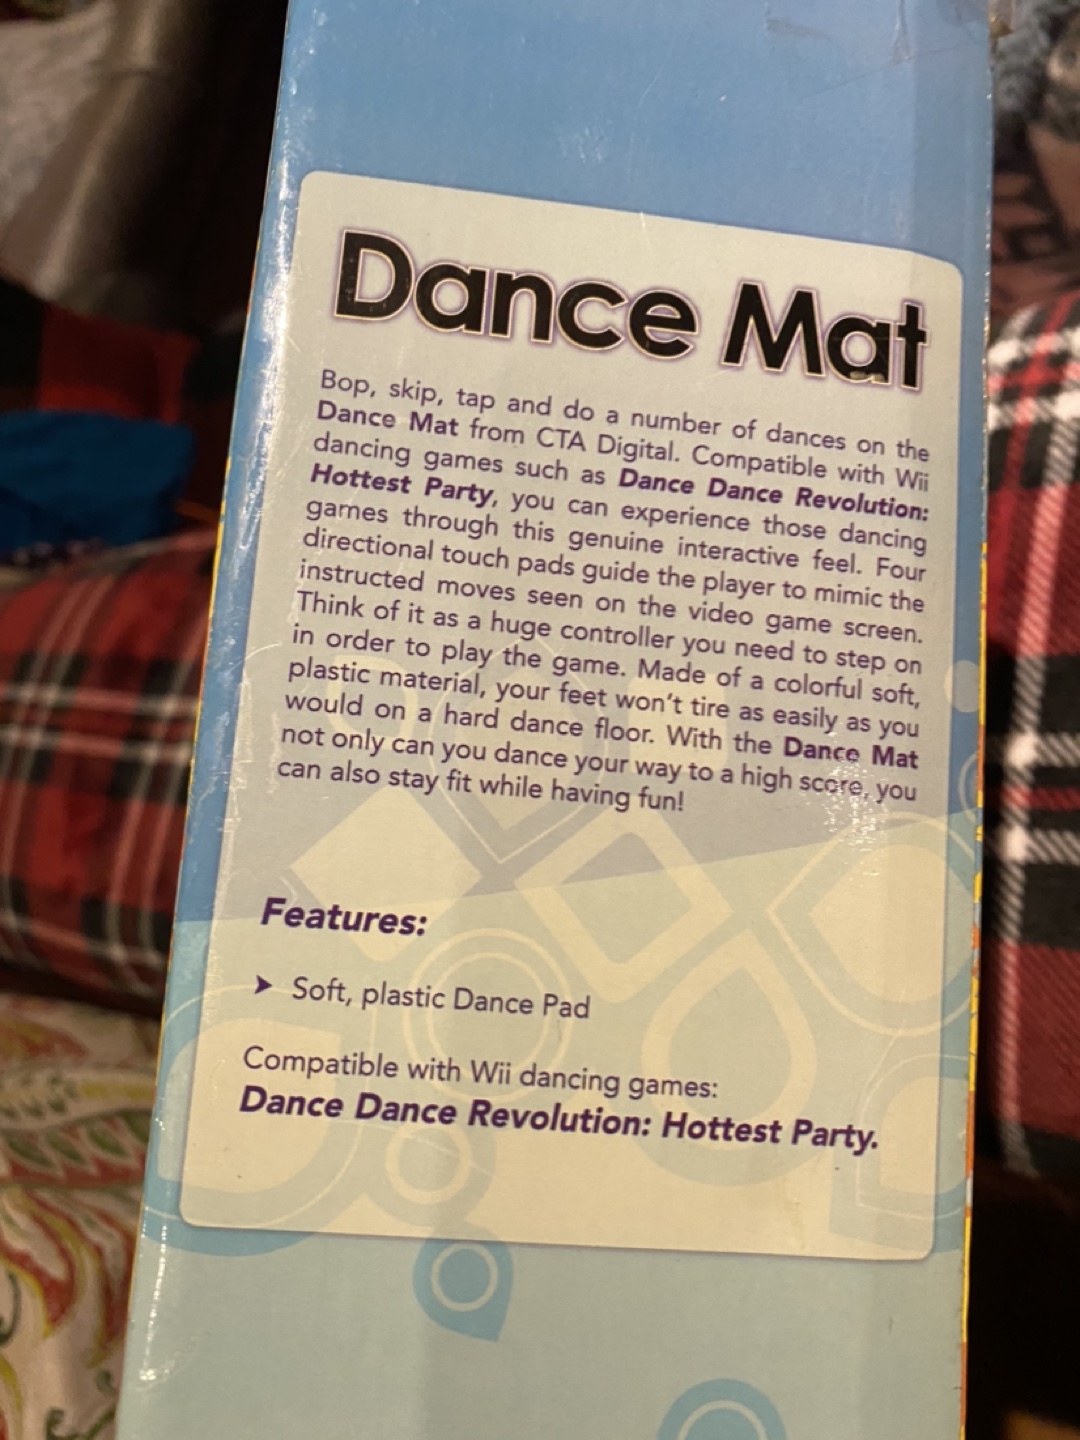 Dance Mat
Bop, skip, tap and do a number of dances on the
Dance Mat from CTA Digital. Compatible with Wii
dancing games such as Dance Dance Revolution:
Hottest Party, you can experience those dancing
games through this genuine interactive feel. Four
directional touch pads guide the player to mimic the
instructed moves seen on the video game screen.
Think of it as a huge controller you need to step on
in order to play the game. Made of a colorful soft,
plastic material, your feet won't tire as easily as you
would on a hard dance floor. With the Dance Mat
not only can you dance your way to a high score, you
can also stay fit while having fun!
Features:
➤ Soft, plastic Dance Pad
Compatible with Wii dancing games:
Dance Dance Revolution: Hottest Party.